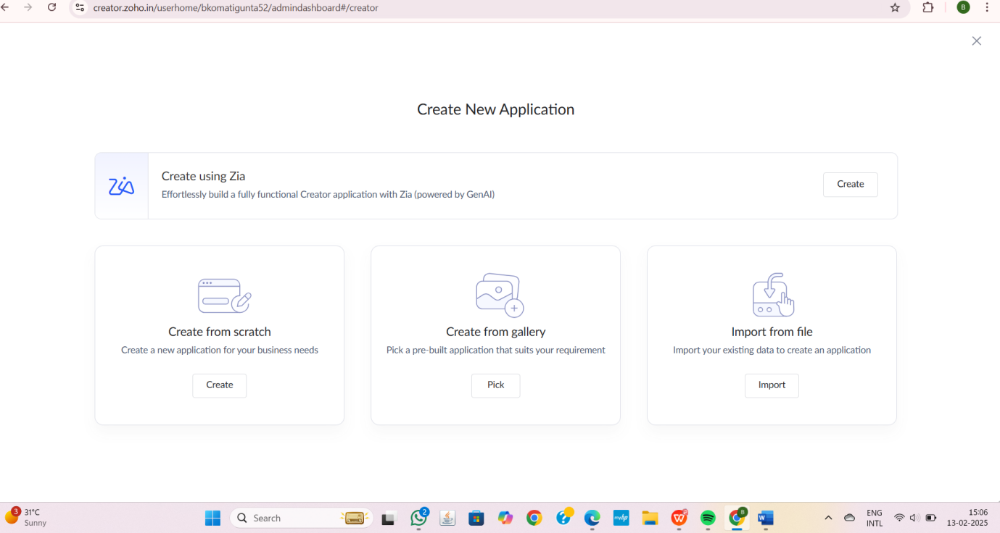 creator.zoho.in/userhome/bkomatigunta52/admindashboard#/creator
B
Create New Application
Zia
Create using Zia
Effortlessly build a fully functional Creator application with Zia (powered by GenAI)
Create
Create from scratch
Create a new application for your business needs
Create
Create from gallery
Pick a pre-built application that suits your requirement
Pick
Import from file
Import your existing data to create an application
Import
3
31°C
Sunny
Search
2
myhp
W
B
W
ENG
INTL
15:06
13-02-2025